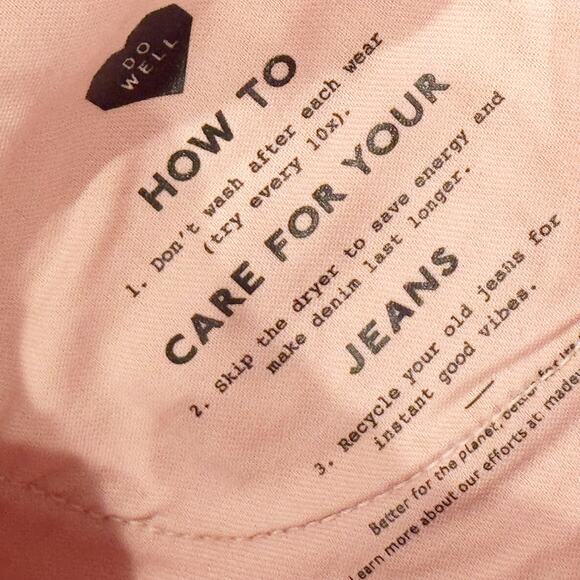 DO
WELL
HOW TO
1. Don't wash after each wear
(try every 10x).
CARE FOR YOUR
2. Skip the dryer to save energy and
make denim last longer.
JEANS
3. Recycle your old jeans for
instant good vibes.
Better for the planet, better for
Learn more about our efforts at